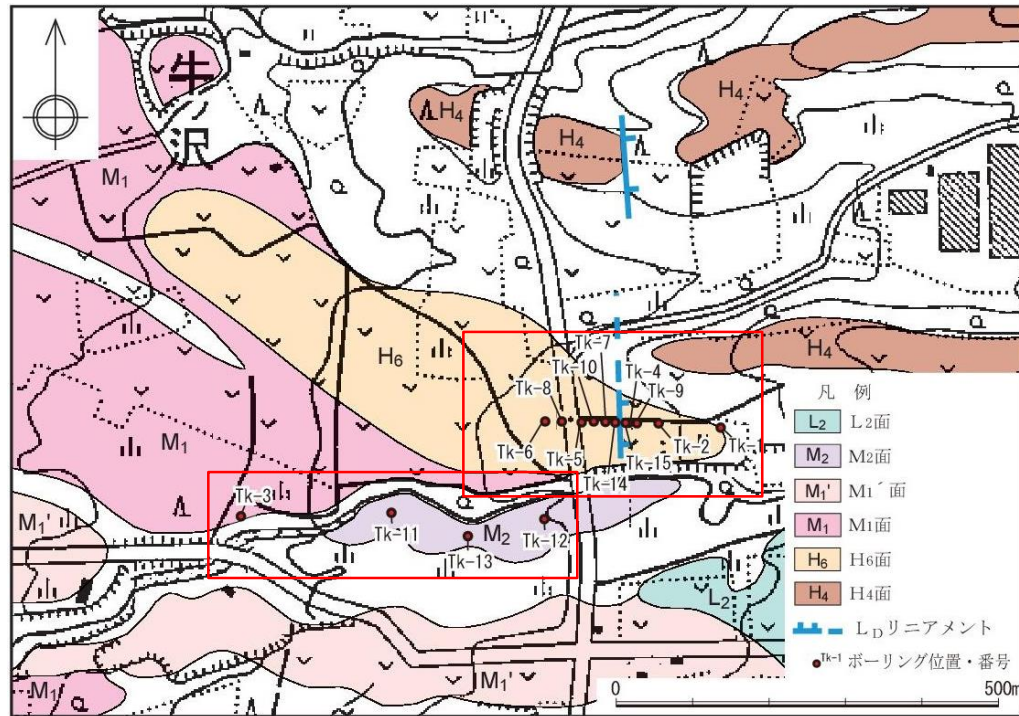 牛ノ沢
H4
H4
H4
M1
H6
H4
Tk-7
Tk-10
Tk-4
Tk-8
Tk-9
Tk-6
Tk-5
Tk-14
Tk-15
Tk-2
Tk-1
M1
M1'
Tk-3
Tk-11
M2
Tk-13
Tk-12
L2
M1
M1'
凡 例
L2 L2面
M2 M2面
M1' M1´面
M1 M1面
H6 H6面
H4 H4面
LDリニアメント
Tk-1 ボーリング位置・番号
0 500m